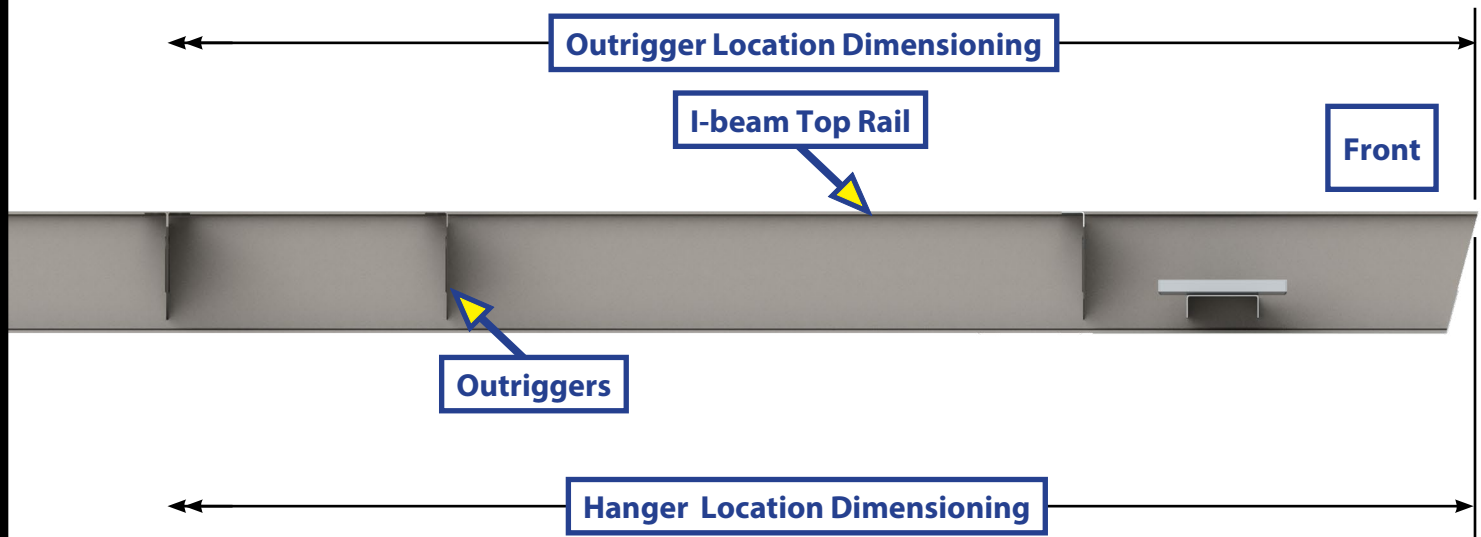 Outrigger Location Dimensioning
I-beam Top Rail
Front
Outriggers
Hanger Location Dimensioning